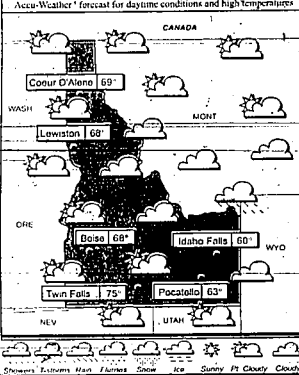 Accu-Weather® forecast for daytime conditions and high temperatures
CANADA
Coeur D'Alene 69°
WASH
MONT
Lewiston 68°
ORE
Boise 68°
Idaho Falls 60°
WYO
Twin Falls 75°
Pocatello 63°
NEV
UTAH
Showers T-storms Rain Flurries Snow Ice Sunny Pt. Cloudy Cloudy